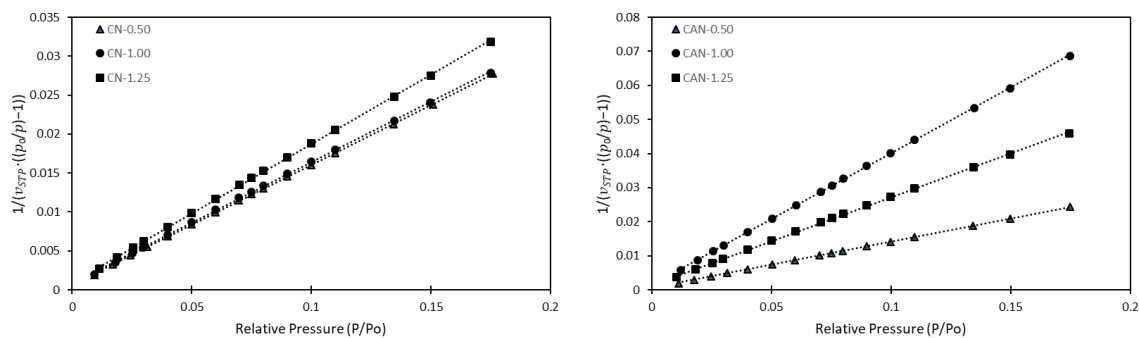 0.035
0.03
0.025
0.02
0.015
0.01
0.005
0
0
0.05
0.1
0.15
0.2
1/(v_STP·((p₀/p)−1))
Relative Pressure (P/Po)
CN-0.50
CN-1.00
CN-1.25
0.08
0.07
0.06
0.05
0.04
0.03
0.02
0.01
0
0
0.05
0.1
0.15
0.2
1/(v_STP·((p₀/p)−1))
Relative Pressure (P/Po)
CAN-0.50
CAN-1.00
CAN-1.25